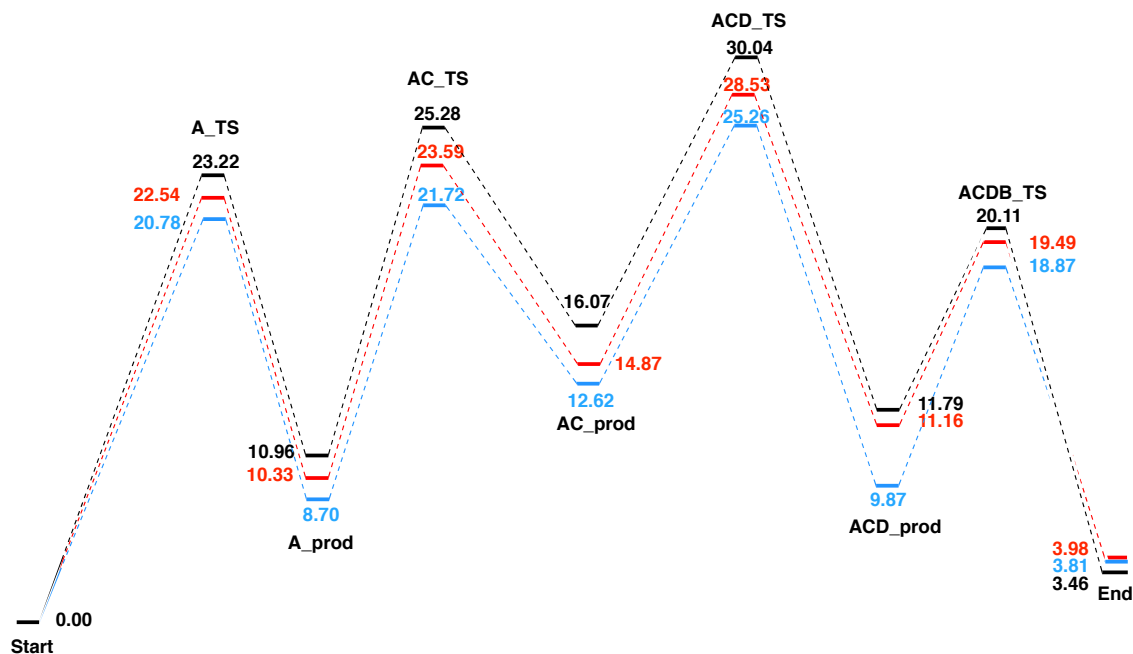 ACD_TS
30.04
28.53
25.26
AC_TS
25.28
23.59
21.72
A_TS
23.22
22.54
20.78
ACDB_TS
20.11
19.49
18.87
16.07
14.87
12.62
AC_prod
11.79
11.16
9.87
ACD_prod
10.96
10.33
8.70
A_prod
3.98
3.81
3.46
End
0.00
Start